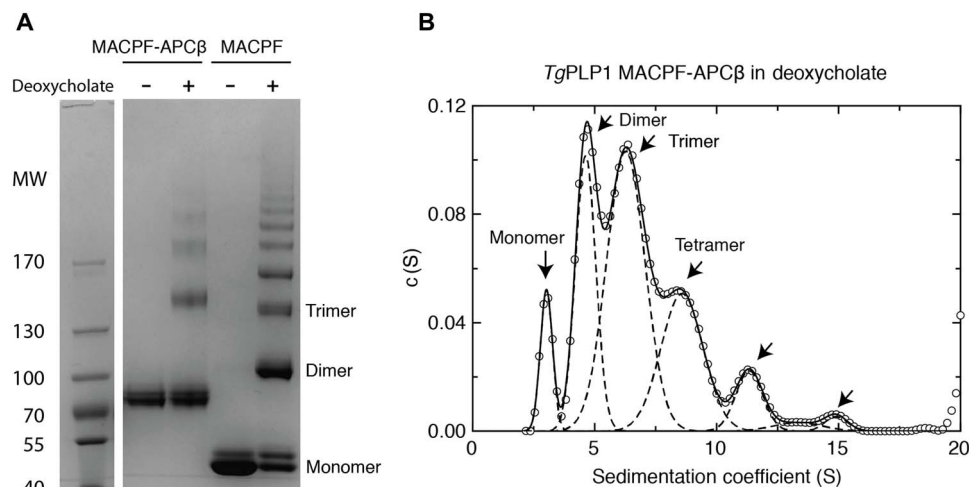 A
MACPF-APCβ MACPF
Deoxycholate - + - +
MW
170
130
100
70
55
40
Trimer
Dimer
Monomer
B
TgPLP1 MACPF-APCβ in deoxycholate
0.12
0.08
0.04
0.00
c (S)
Monomer
Dimer
Trimer
Tetramer
0 5 10 15 20
Sedimentation coefficient (S)